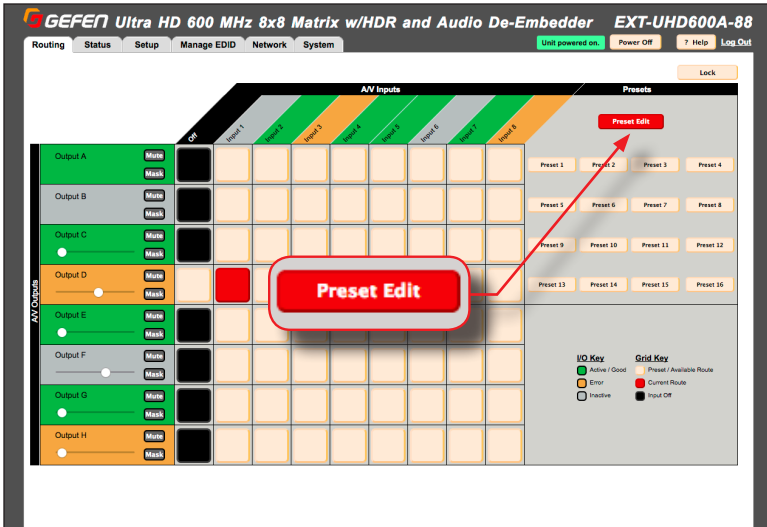 GEFEN Ultra HD 600 MHz 8x8 Matrix w/HDR and Audio De-Embedder EXT-UHD600A-88
Routing Status Setup Manage EDID Network System Unit powered on. Power Off ? Help Log Out
Lock
A/V Inputs Presets
Off Input 1 Input 2 Input 3 Input 4 Input 5 Input 6 Input 7 Input 8
Preset Edit
A/V Outputs
Output A Mute
Mask
Preset 1 Preset 2 Preset 3 Preset 4
Output B Mute
Mask
Preset 5 Preset 6 Preset 7 Preset 8
Output C Mute
Mask
Preset 9 Preset 10 Preset 11 Preset 12
Output D Mute
Mask
Preset 13 Preset 14 Preset 15 Preset 16
Preset Edit
Output E Mute
Mask
Output F Mute
Mask
I/O Key Grid Key
Active / Good Preset / Available Route
Error Current Route
Inactive Input Off
Output G Mute
Mask
Output H Mute
Mask